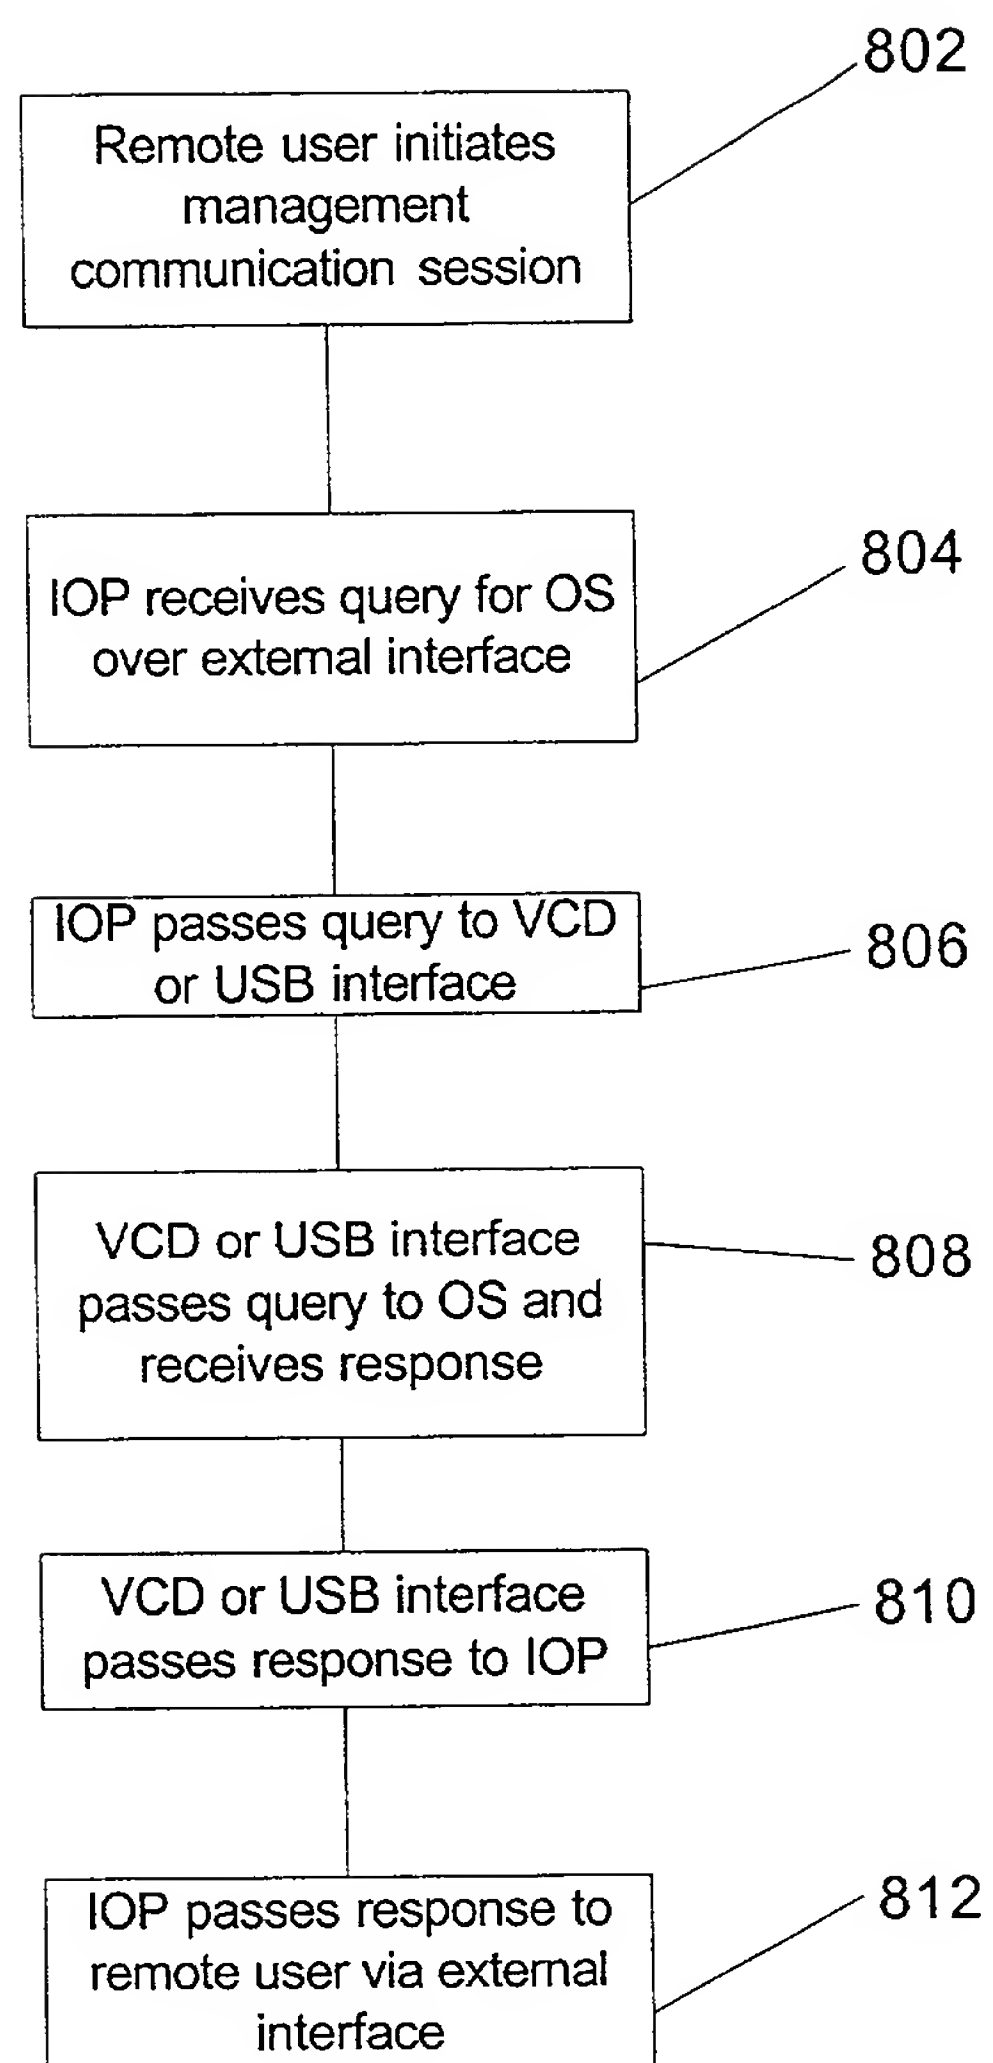 802
Remote user initiates
management
communication session
804
IOP receives query for OS
over external interface
IOP passes query to VCD
or USB interface
806
VCD or USB interface
passes query to OS and
receives response
808
VCD or USB interface
passes response to IOP
810
IOP passes response to
remote user via external
interface
812